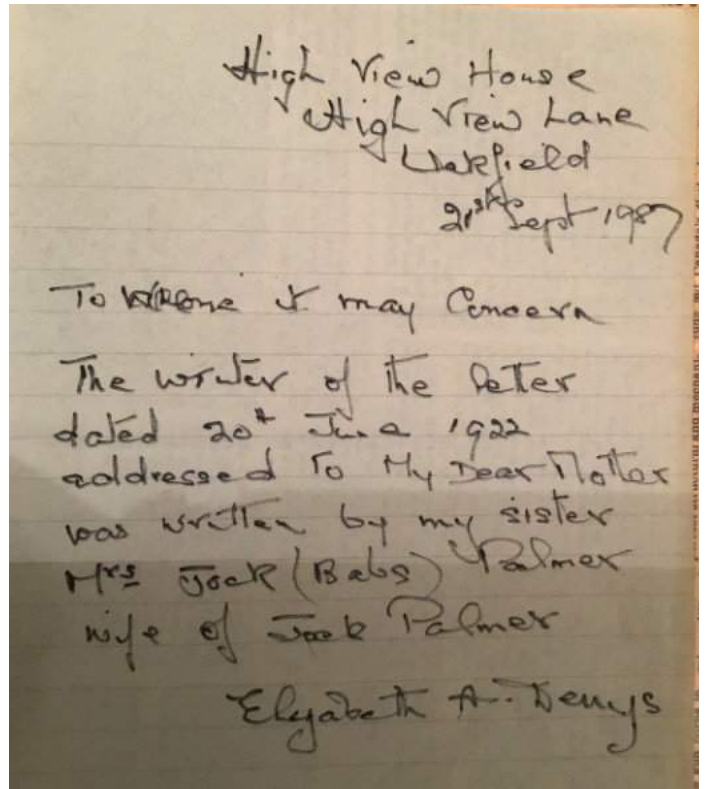 High View House
High View Lane
Wakefield
21st Sept 1987
To Whome it may Concern
The writer of the letter
dated 20th June 1922
addressed To My Dear Mother
was written by my sister
Mrs Jock (Babs) Palmer
wife of Jock Palmer
Elizabeth A. Denys